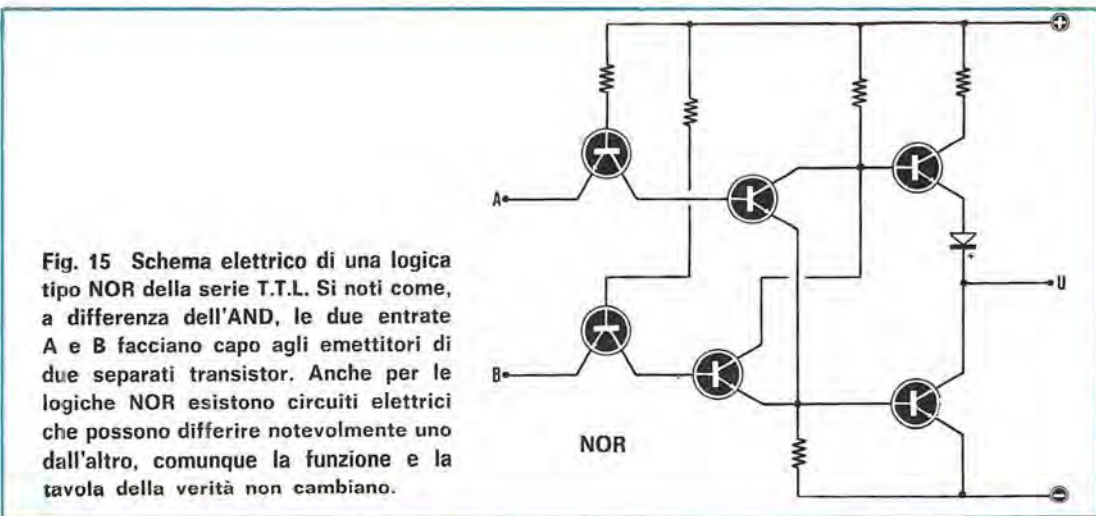 Fig. 15 Schema elettrico di una logica
tipo NOR della serie T.T.L. Si noti come,
a differenza dell'AND, le due entrate
A e B facciano capo agli emettitori di
due separati transistor. Anche per le
logiche NOR esistono circuiti elettrici
che possono differire notevolmente uno
dall'altro, comunque la funzione e la
tavola della verità non cambiano.
+
A
+
U
B
NOR
−